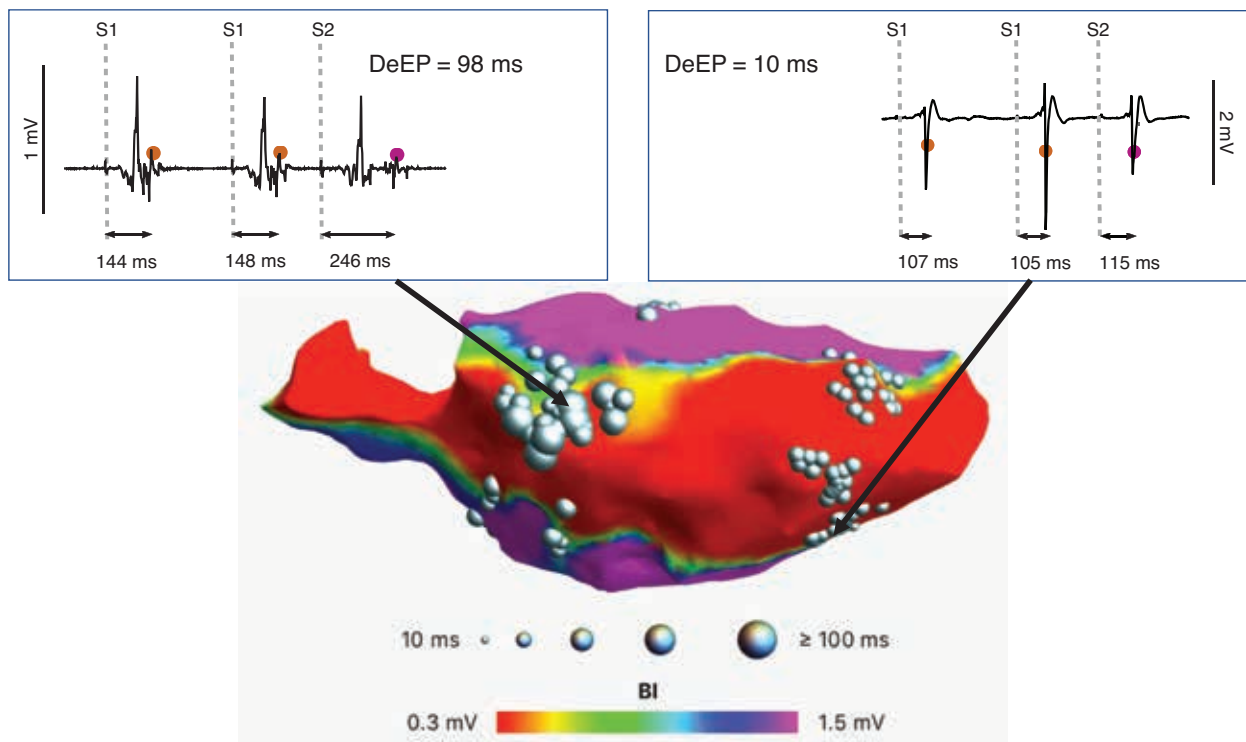 S1 S1 S2
DeEP = 98 ms
1 mV
144 ms 148 ms 246 ms
S1 S1 S2
DeEP = 10 ms
2 mV
107 ms 105 ms 115 ms
10 ms ≥ 100 ms
BI
0.3 mV 1.5 mV